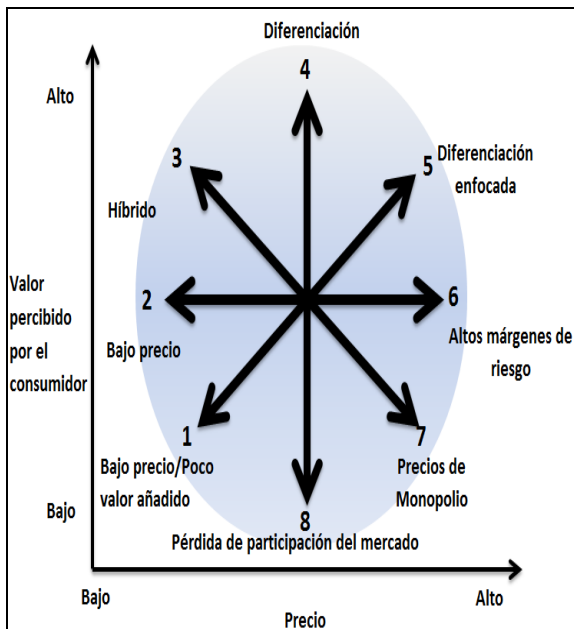 Diferenciación
4
Alto
3
5
Diferenciación
enfocada
Híbrido
Valor
percibido
por el
consumidor
2
6
Bajo precio
Altos márgenes de
riesgo
1
7
Bajo precio/Poco
valor añadido
Precios de
Monopolio
Bajo
8
Pérdida de participación del mercado
Bajo
Alto
Precio